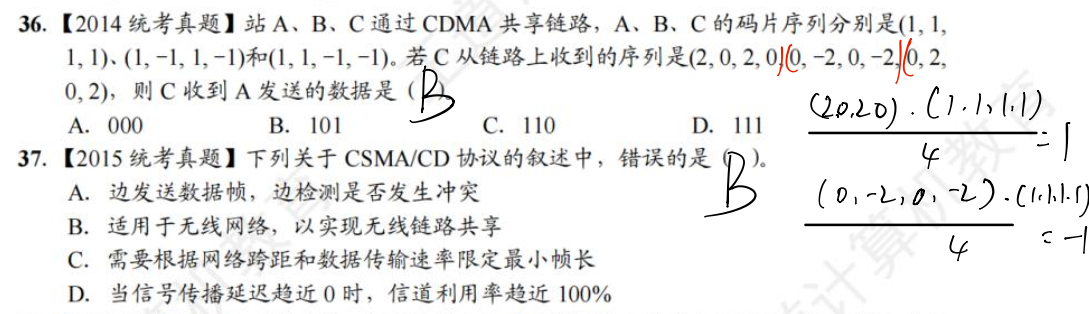 36.【2014 统考真题】站 A、B、C 通过 CDMA 共享链路，A、B、C 的码片序列分别是(1, 1,
1, 1)、(1, -1, 1, -1)和(1, 1, -1, -1)。若 C 从链路上收到的序列是(2, 0, 2, 0, 0, -2, 0, -2, 0, 2,
0, 2)，则 C 收到 A 发送的数据是（ B ）。
A. 000 B. 101 C. 110 D. 111
(2,0,2,0)·(1,1,1,1)
4
=1
37.【2015 统考真题】下列关于 CSMA/CD 协议的叙述中，错误的是（ B ）。
A. 边发送数据帧，边检测是否发生冲突
B. 适用于无线网络，以实现无线链路共享
C. 需要根据网络跨距和数据传输速率限定最小帧长
D. 当信号传播延迟趋近 0 时，信道利用率趋近 100%
(0,-2,0,-2)·(1,1,1,1)
4
=-1